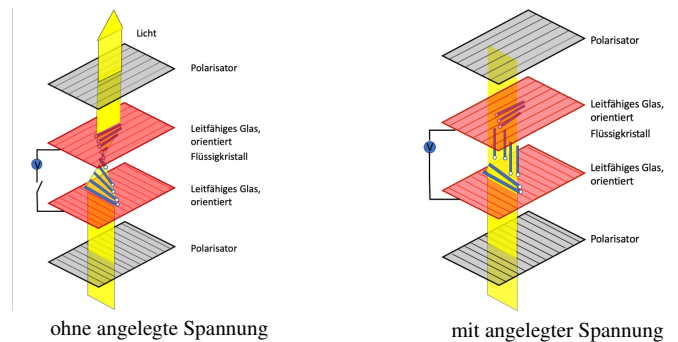 Licht
Polarisator
Leitfähiges Glas,
orientiert
Flüssigkristall
V
Leitfähiges Glas,
orientiert
Polarisator
ohne angelegte Spannung
Polarisator
Leitfähiges Glas,
orientiert
Flüssigkristall
V
Leitfähiges Glas,
orientiert
Polarisator
mit angelegter Spannung